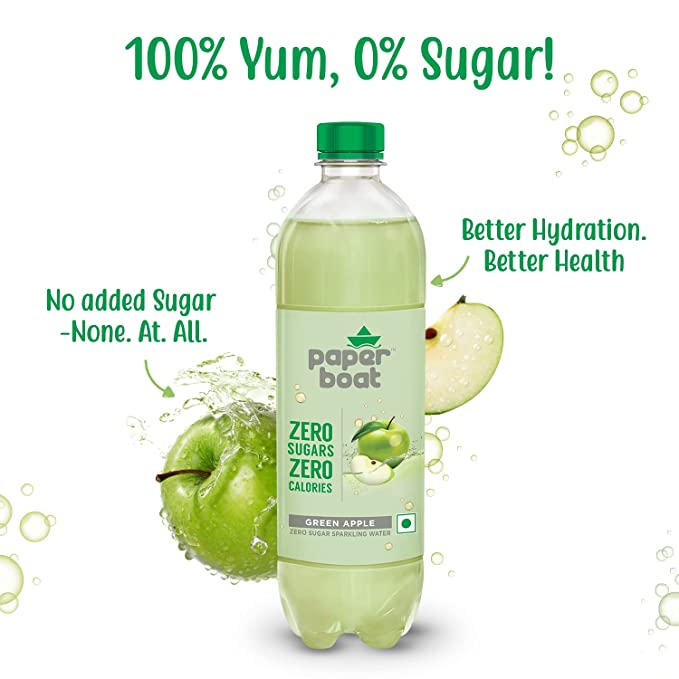 100% Yum, 0% Sugar!
Better Hydration.
Better Health
No added Sugar
-None. At. All.
paper™
boat
ZERO
SUGARS
ZERO
CALORIES
GREEN APPLE
ZERO SUGAR SPARKLING WATER